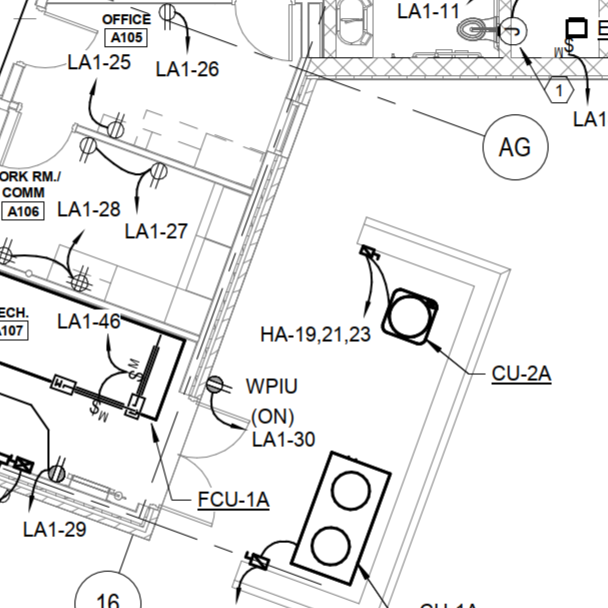 OFFICE
A105
LA1-11
LA1-25
LA1-26
J
M
$
1
LA1
AG
ORK RM./
COMM
A106
LA1-28
LA1-27
ECH.
A107
LA1-46
HA-19,21,23
CU-2A
$M
$M
WPIU
(ON)
LA1-30
FCU-1A
LA1-29
16
CU-1A